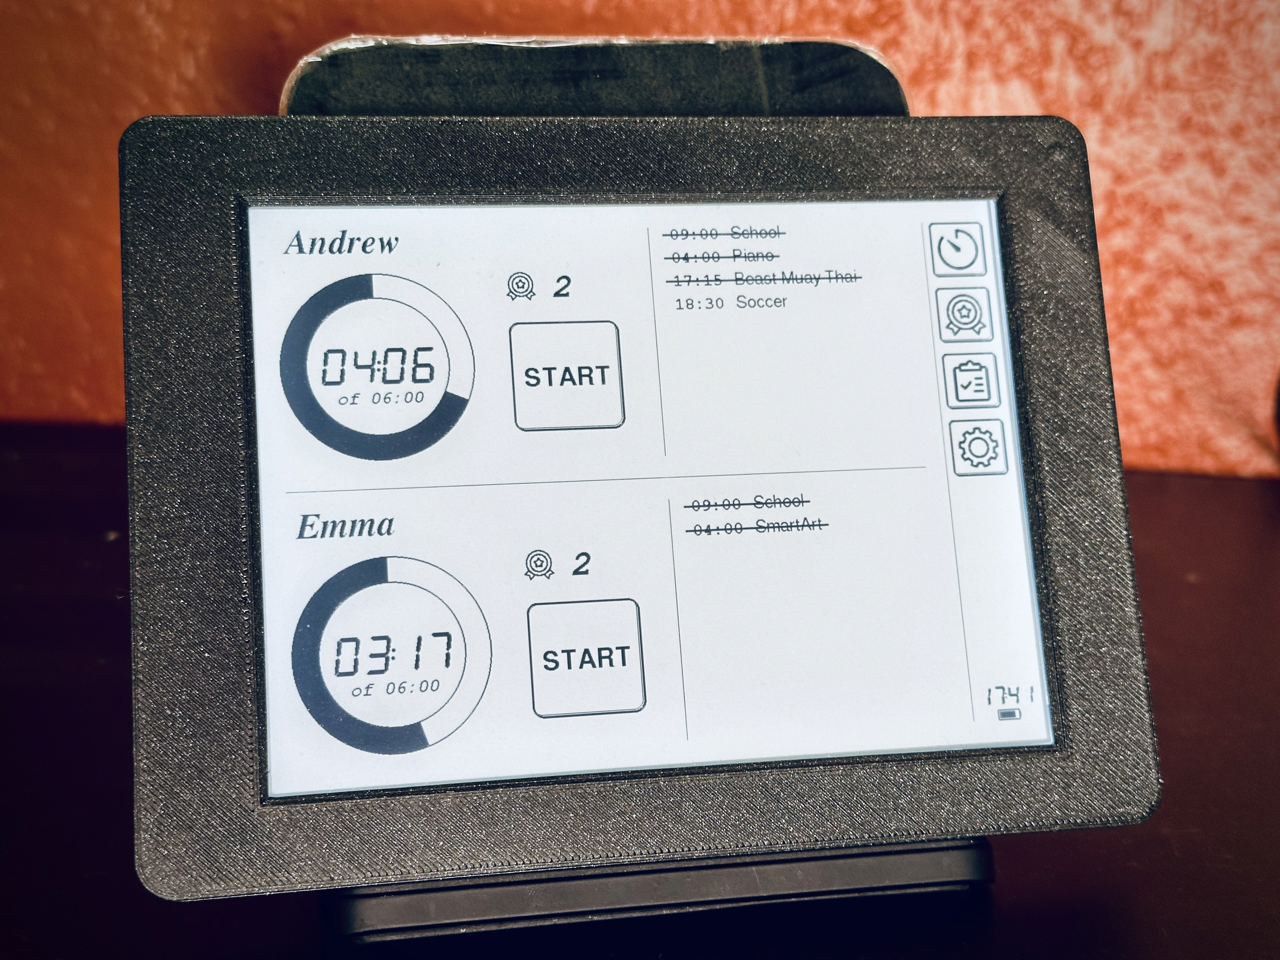 Andrew
04:06
of 06:00
2
START
09:00 School
04:00 Piano
17:15 Beast Muay Thai
18:30 Soccer
Emma
03:17
of 06:00
2
START
09:00 School
04:00 SmartArt
17:41